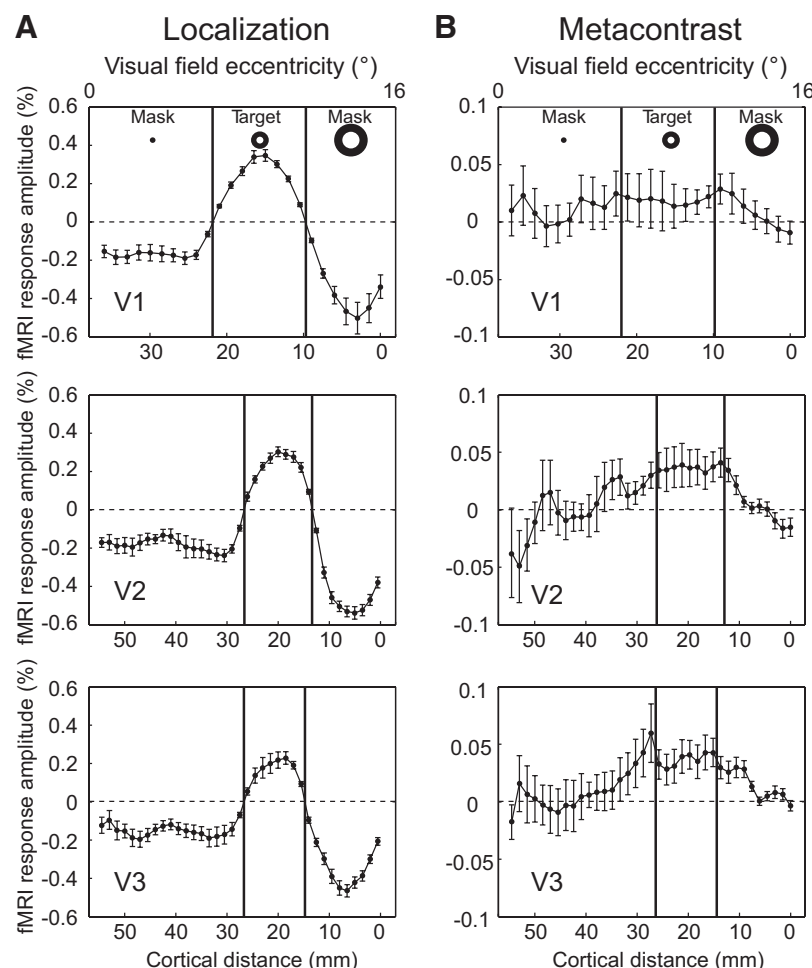 A Localization
Visual field eccentricity (°)
0 16
fMRI response amplitude (%)
0.6
0.4
0.2
0
-0.2
-0.4
-0.6
Mask Target Mask
V1
30 20 10 0
fMRI response amplitude (%)
0.6
0.4
0.2
0
-0.2
-0.4
-0.6
V2
50 40 30 20 10 0
fMRI response amplitude (%)
0.6
0.4
0.2
0
-0.2
-0.4
-0.6
V3
50 40 30 20 10 0
Cortical distance (mm)
B Metacontrast
Visual field eccentricity (°)
0 16
0.1
0.05
0
-0.05
-0.1
Mask Target Mask
V1
30 20 10 0
0.1
0.05
0
-0.05
-0.1
V2
50 40 30 20 10 0
0.1
0.05
0
-0.05
-0.1
V3
50 40 30 20 10 0
Cortical distance (mm)